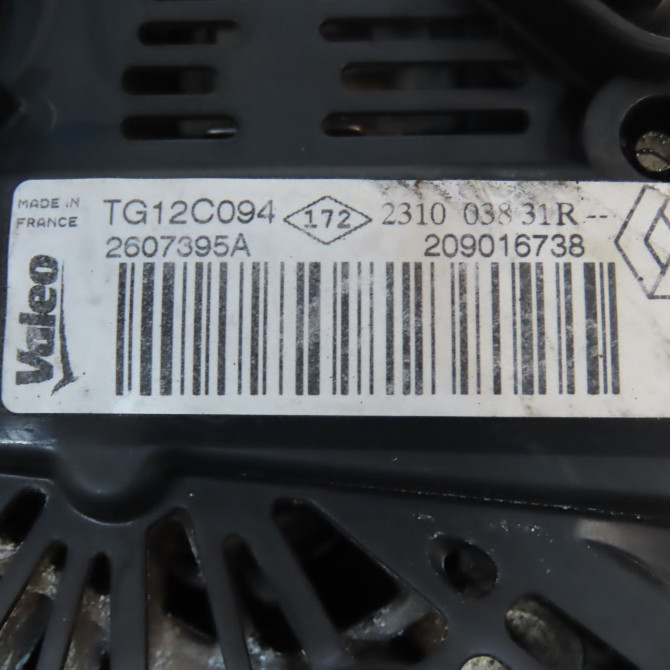 MADE IN
FRANCE
TG12C094 172 2310 038 31R --
2607395A 209016738
Valeo